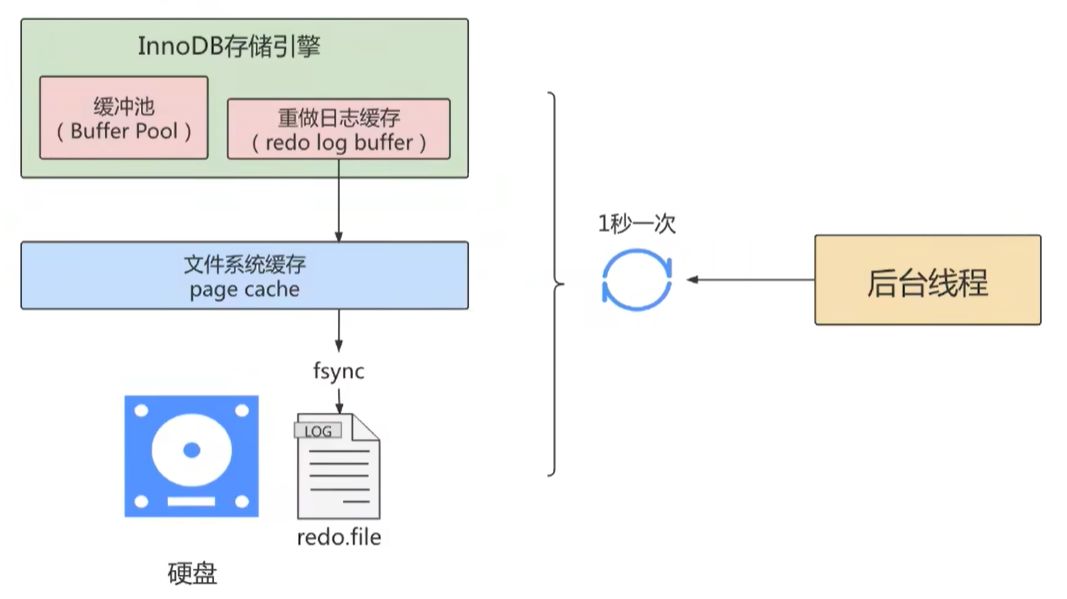 InnoDB存储引擎
缓冲池
（Buffer Pool）
重做日志缓存
（redo log buffer）
文件系统缓存
page cache
fsync
LOG
redo.file
硬盘
1秒一次
后台线程